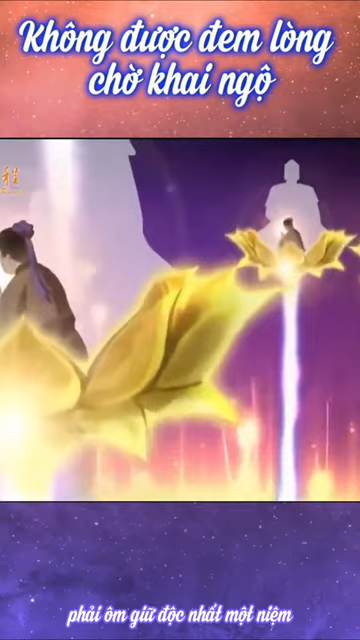 Không được đem lòng
chờ khai ngộ
phải ôm giữ độc nhất một niệm